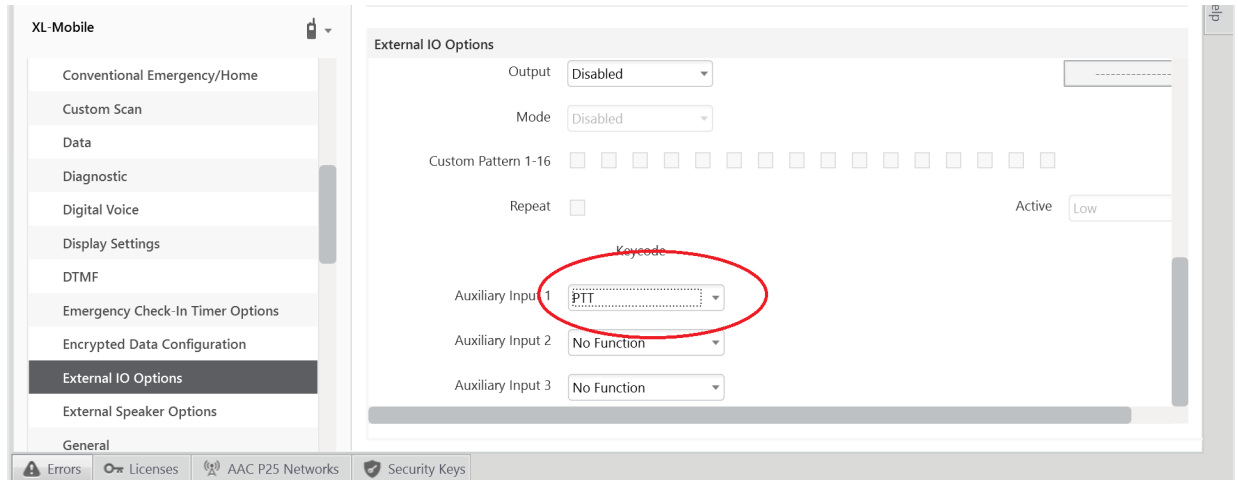 XL-Mobile
Conventional Emergency/Home
Custom Scan
Data
Diagnostic
Digital Voice
Display Settings
DTMF
Emergency Check-In Timer Options
Encrypted Data Configuration
External IO Options
External Speaker Options
General
External IO Options
Output Disabled ---------------
Mode Disabled
Custom Pattern 1-16
Repeat Active Low
Keycode
Auxiliary Input 1 PTT
Auxiliary Input 2 No Function
Auxiliary Input 3 No Function
Errors Licenses AAC P25 Networks Security Keys
elp